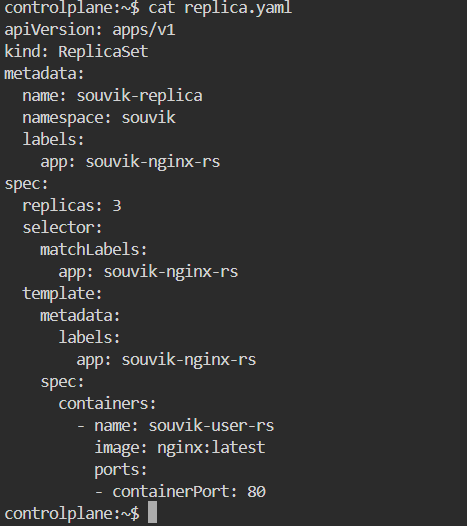 controlplane:~$ cat replica.yaml
apiVersion: apps/v1
kind: ReplicaSet
metadata:
  name: souvik-replica
  namespace: souvik
  labels:
    app: souvik-nginx-rs
spec:
  replicas: 3
  selector:
    matchLabels:
      app: souvik-nginx-rs
  template:
    metadata:
      labels:
        app: souvik-nginx-rs
    spec:
      containers:
        - name: souvik-user-rs
          image: nginx:latest
          ports:
          - containerPort: 80
controlplane:~$